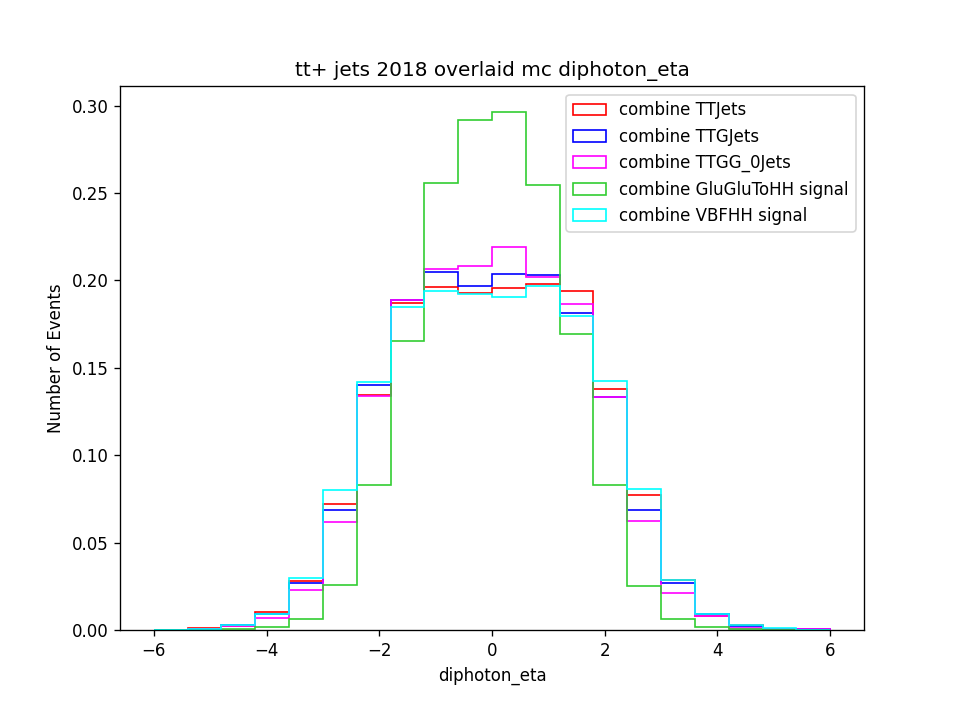 tt+ jets 2018 overlaid mc diphoton_eta
combine TTJets
combine TTGJets
combine TTGG_0Jets
combine GluGluToHH signal
combine VBFHH signal
Number of Events
0.30
0.25
0.20
0.15
0.10
0.05
0.00
−6 −4 −2 0 2 4 6
diphoton_eta